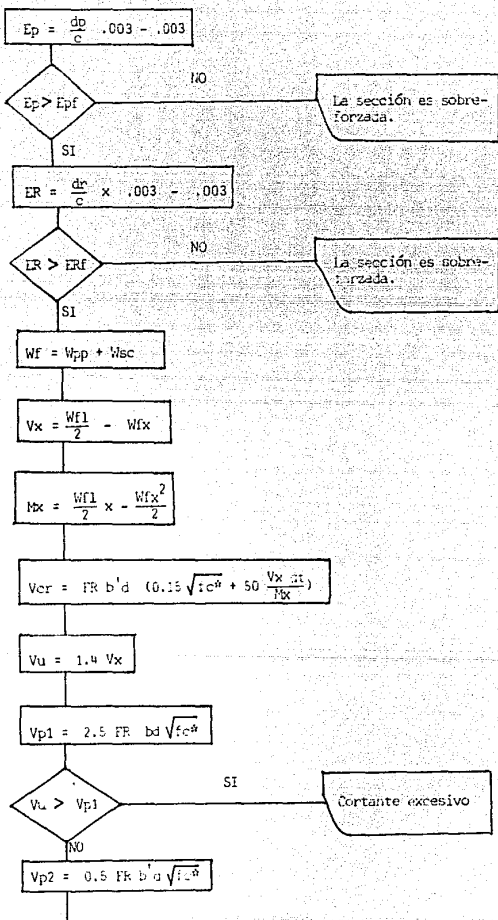 Ep = dp/c .003 - .003
Ep > Epf
NO
La sección es sobre-
forzada.
SI
ER = dr/c x .003 - .003
ER > ERf
NO
La sección es sobre-
forzada.
SI
Wf = Wpp + Wsc
Vx = Wfl/2 - Wfx
Mx = Wfl/2 x - Wfx²/2
Vcr = FR b'd (0.15 √fc* + 50 Vx dt/Mx)
Vu = 1.4 Vx
Vp1 = 2.5 FR bd √fc*
Vu > Vp1
SI
Cortante excesivo
NO
Vp2 = 0.5 FR b'd √fc*